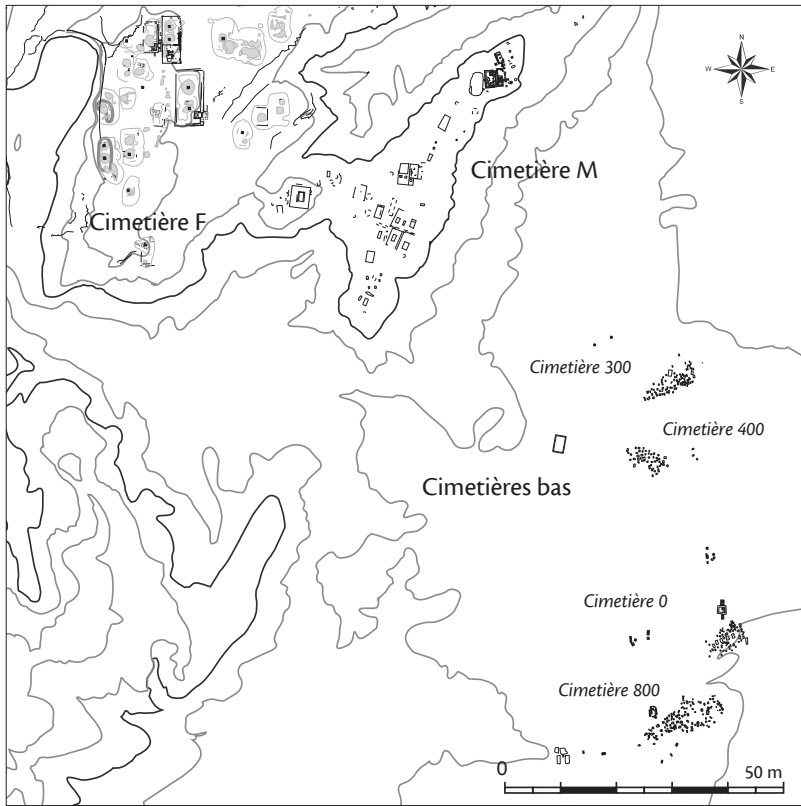 N
W E
S
Cimetière M
Cimetière F
Cimetière 300
Cimetière 400
Cimetières bas
Cimetière 0
Cimetière 800
0 50 m